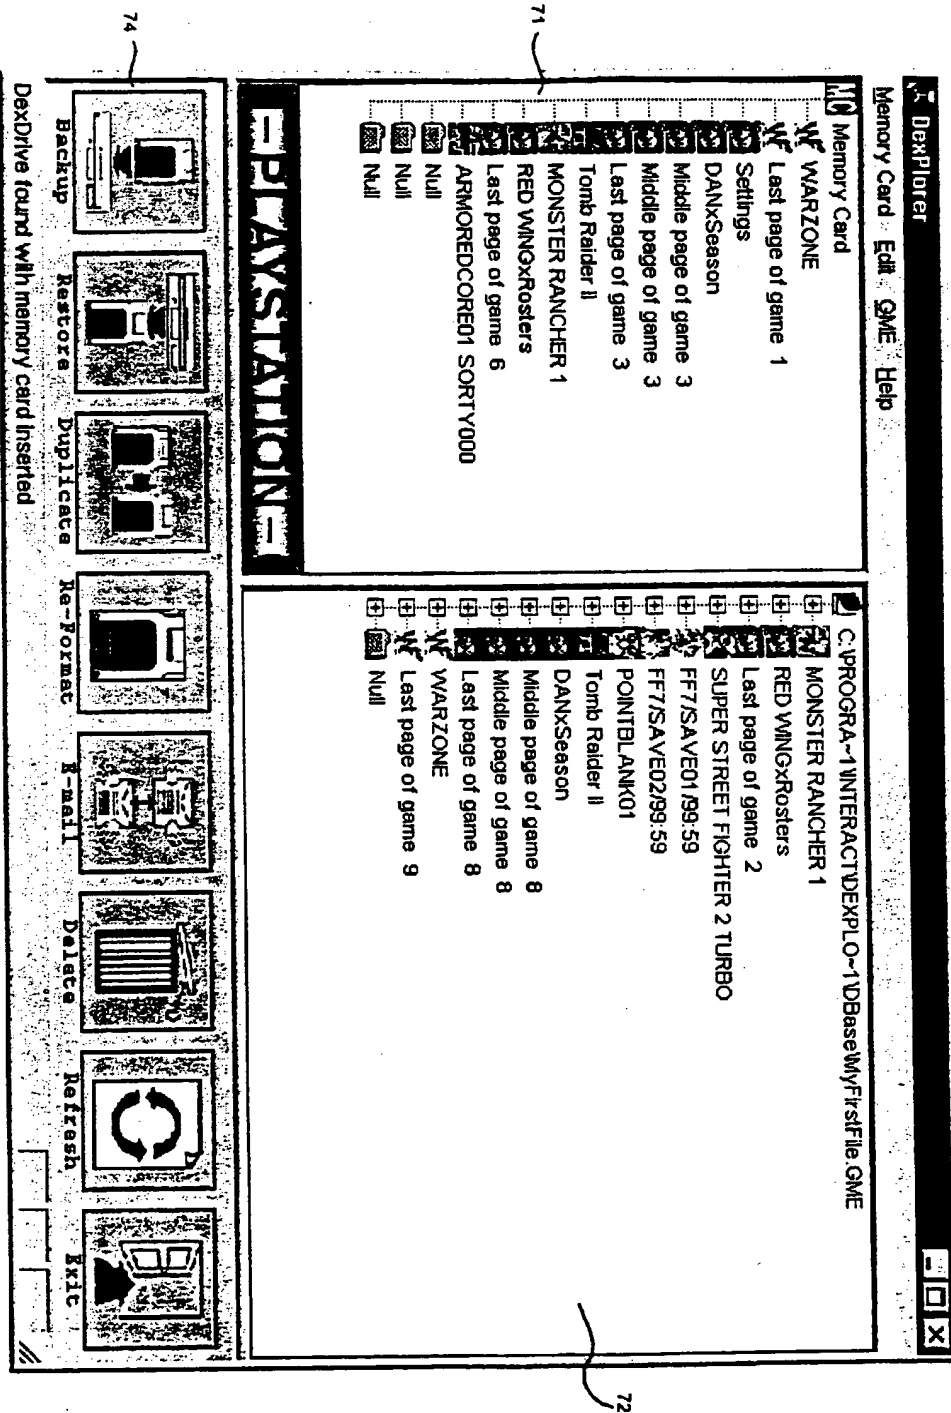 DexPlorer
Memory Card Edit GME Help
MC Memory Card
WARZONE
Last page of game 1
Settings
DANxSeason
Middle page of game 3
Middle page of game 3
Last page of game 3
Tomb Raider II
MONSTER RANCHER 1
RED WINGxRosters
Last page of game 6
ARMOREDCORE01 SORTY000
Null
Null
Null
PLAYSTATION
71
C:\PROGRA~1\INTERACT\DEXPLO~1\DBase\MyFirstFile.GME
MONSTER RANCHER 1
RED WINGxRosters
Last page of game 2
SUPER STREET FIGHTER 2 TURBO
FF7/SAVE01/99:59
FF7/SAVE02/99:59
POINTBLANK01
Tomb Raider II
DANxSeason
Middle page of game 8
Middle page of game 8
Last page of game 8
WARZONE
Last page of game 9
Null
72
74
Backup Restore Duplicate Re-Format E-mail Delete Refresh Exit
DexDrive found with memory card inserted